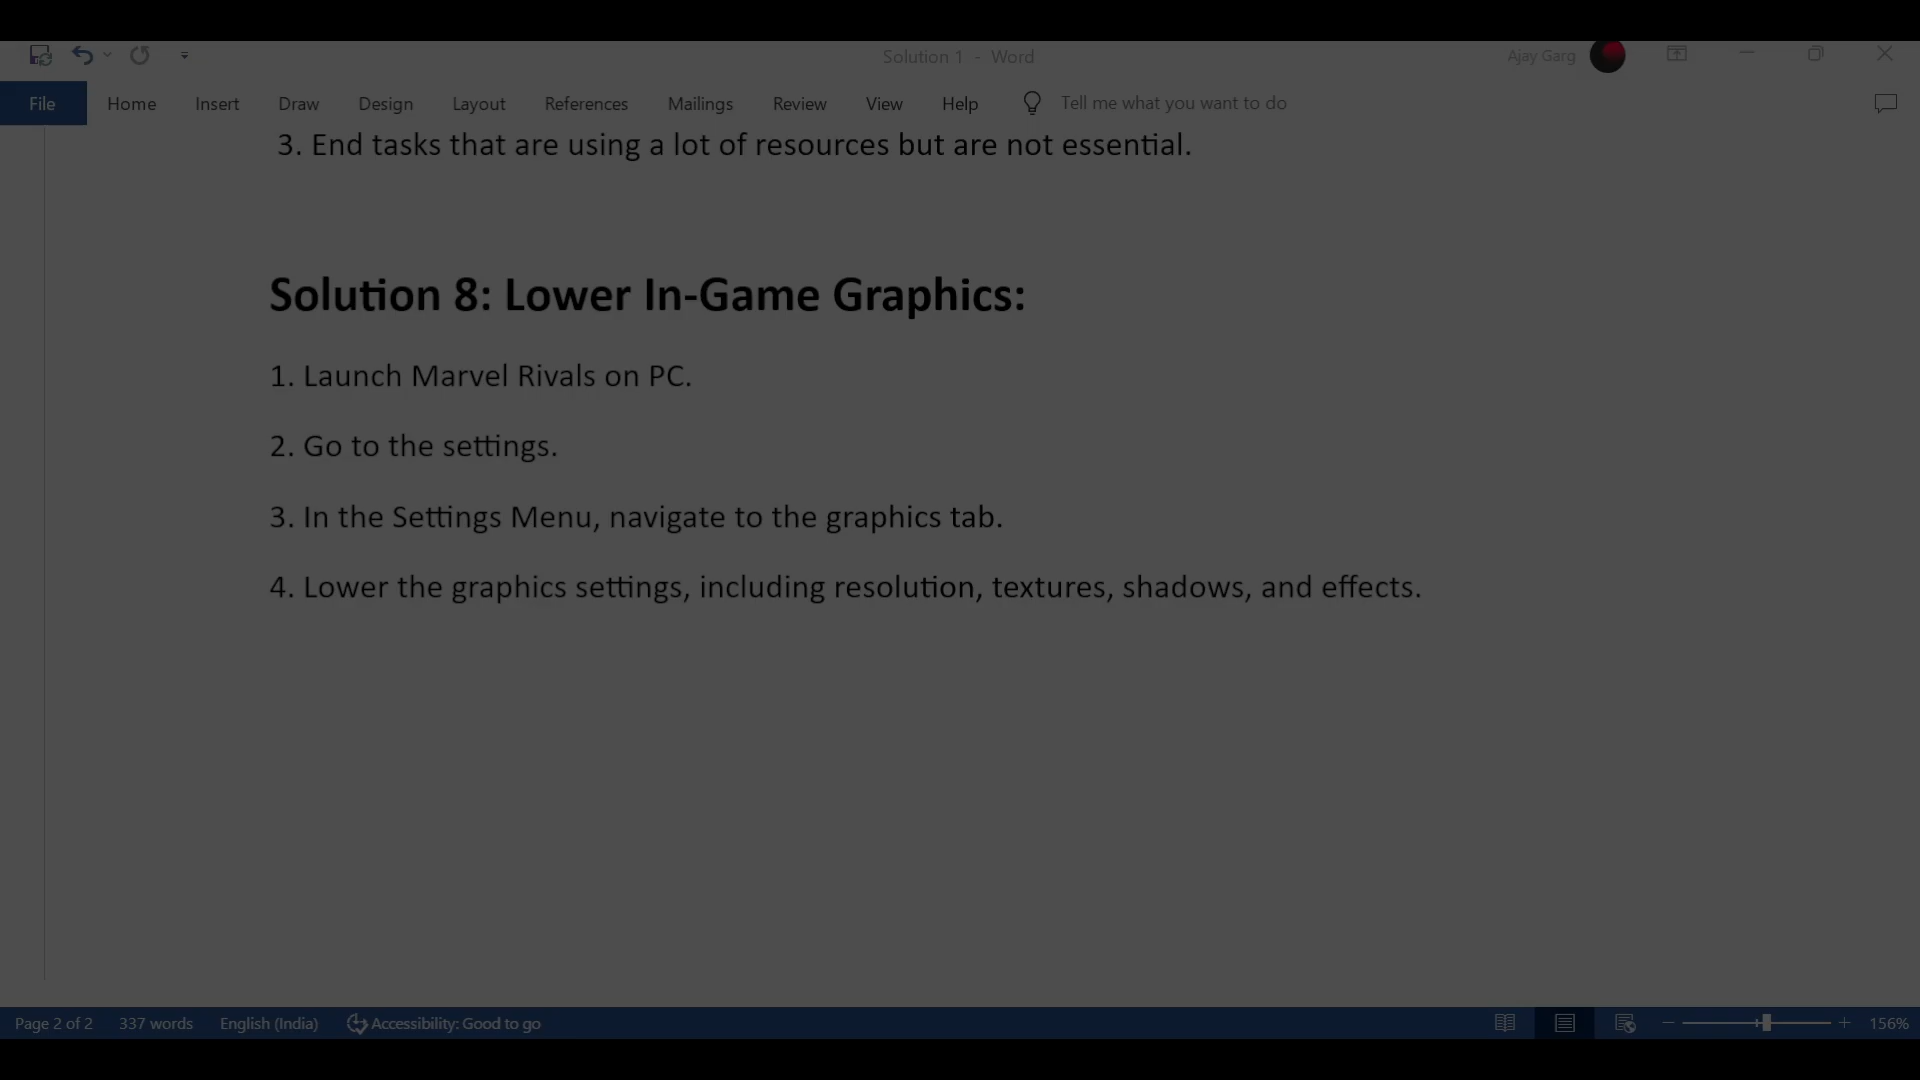 Solution 1 - Word
Ajay Garg
File Home Insert Draw Design Layout References Mailings Review View Help Tell me what you want to do
3. End tasks that are using a lot of resources but are not essential.
Solution 8: Lower In-Game Graphics:
1. Launch Marvel Rivals on PC.
2. Go to the settings.
3. In the Settings Menu, navigate to the graphics tab.
4. Lower the graphics settings, including resolution, textures, shadows, and effects.
Page 2 of 2 337 words English (India) Accessibility: Good to go 156%